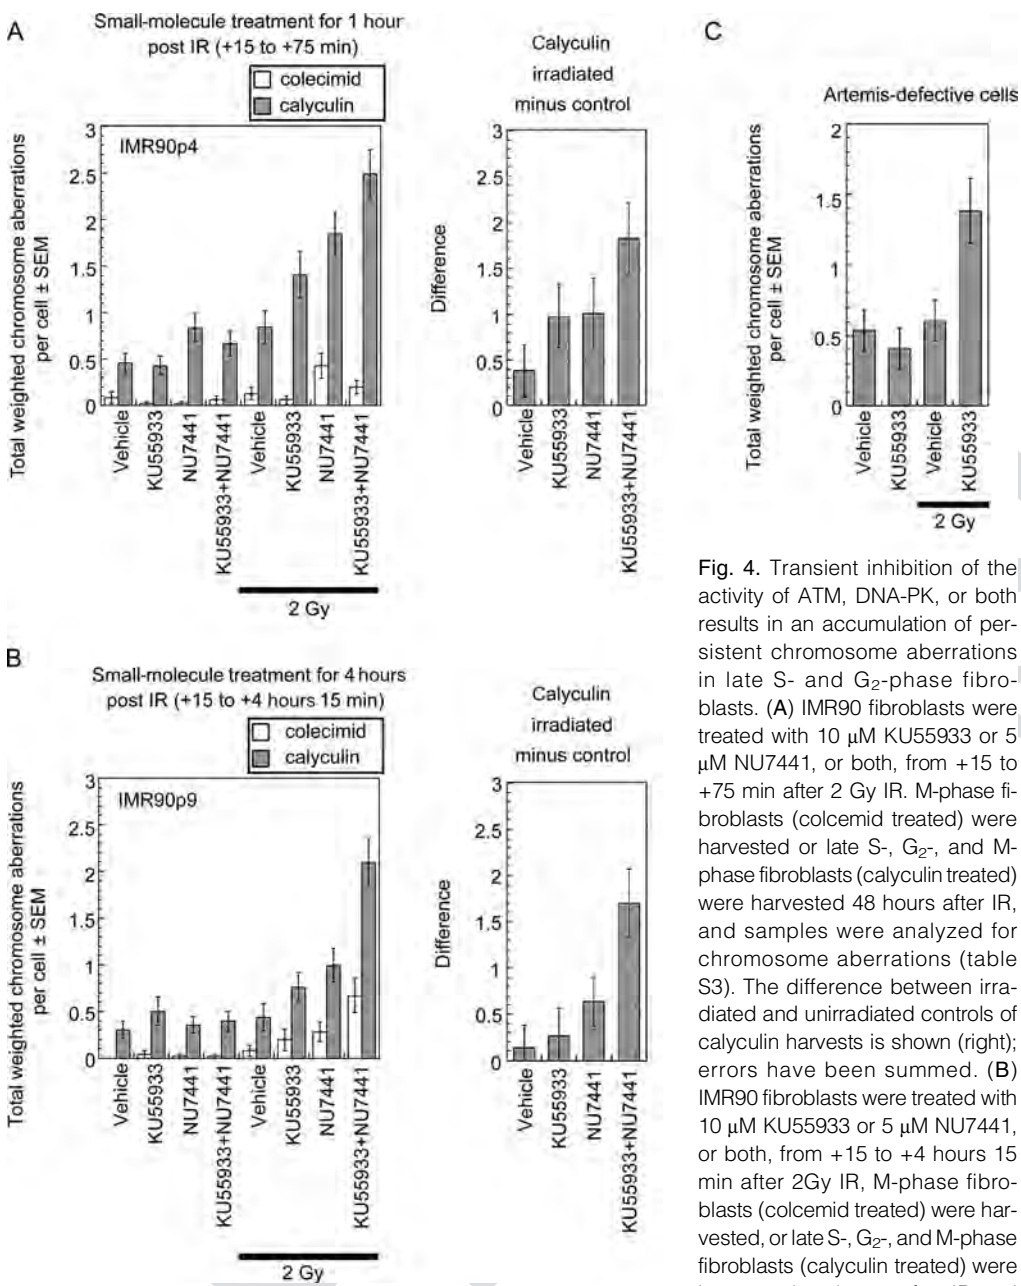 A
Small-molecule treatment for 1 hour
post IR (+15 to +75 min)
colecimid
calyculin
Total weighted chromosome aberrations
per cell ± SEM
3
2.5
2
1.5
1
0.5
0
IMR90p4
Vehicle
KU55933
NU7441
KU55933+NU7441
Vehicle
KU55933
NU7441
KU55933+NU7441
2 Gy
Calyculin
irradiated
minus control
Difference
3
2.5
2
1.5
1
0.5
0
Vehicle
KU55933
NU7441
KU55933+NU7441
B
Small-molecule treatment for 4 hours
post IR (+15 to +4 hours 15 min)
colecimid
calyculin
Total weighted chromosome aberrations
per cell ± SEM
3
2.5
2
1.5
1
0.5
0
IMR90p9
Vehicle
KU55933
NU7441
KU55933+NU7441
Vehicle
KU55933
NU7441
KU55933+NU7441
2 Gy
Calyculin
irradiated
minus control
Difference
3
2.5
2
1.5
1
0.5
0
Vehicle
KU55933
NU7441
KU55933+NU7441
C
Artemis-defective cells
Total weighted chromosome aberrations
per cell ± SEM
2
1.5
1
0.5
0
Vehicle
KU55933
Vehicle
KU55933
2 Gy
Fig. 4. Transient inhibition of the
activity of ATM, DNA-PK, or both
results in an accumulation of per-
sistent chromosome aberrations
in late S- and G₂-phase fibro-
blasts. (A) IMR90 fibroblasts were
treated with 10 μM KU55933 or 5
μM NU7441, or both, from +15 to
+75 min after 2 Gy IR. M-phase fi-
broblasts (colcemid treated) were
harvested or late S-, G₂-, and M-
phase fibroblasts (calyculin treated)
were harvested 48 hours after IR,
and samples were analyzed for
chromosome aberrations (table
S3). The difference between irra-
diated and unirradiated controls of
calyculin harvests is shown (right);
errors have been summed. (B)
IMR90 fibroblasts were treated with
10 μM KU55933 or 5 μM NU7441,
or both, from +15 to +4 hours 15
min after 2Gy IR, M-phase fibro-
blasts (colcemid treated) were har-
vested, or late S-, G₂-, and M-phase
fibroblasts (calyculin treated) were